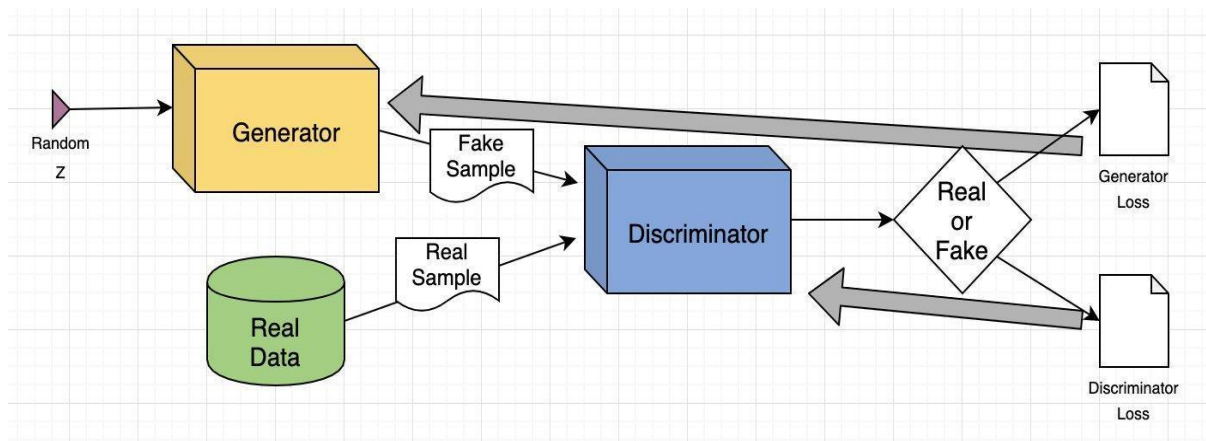 Random
Z
Generator
Fake
Sample
Real
Sample
Real
Data
Discriminator
Real
or
Fake
Generator
Loss
Discriminator
Loss